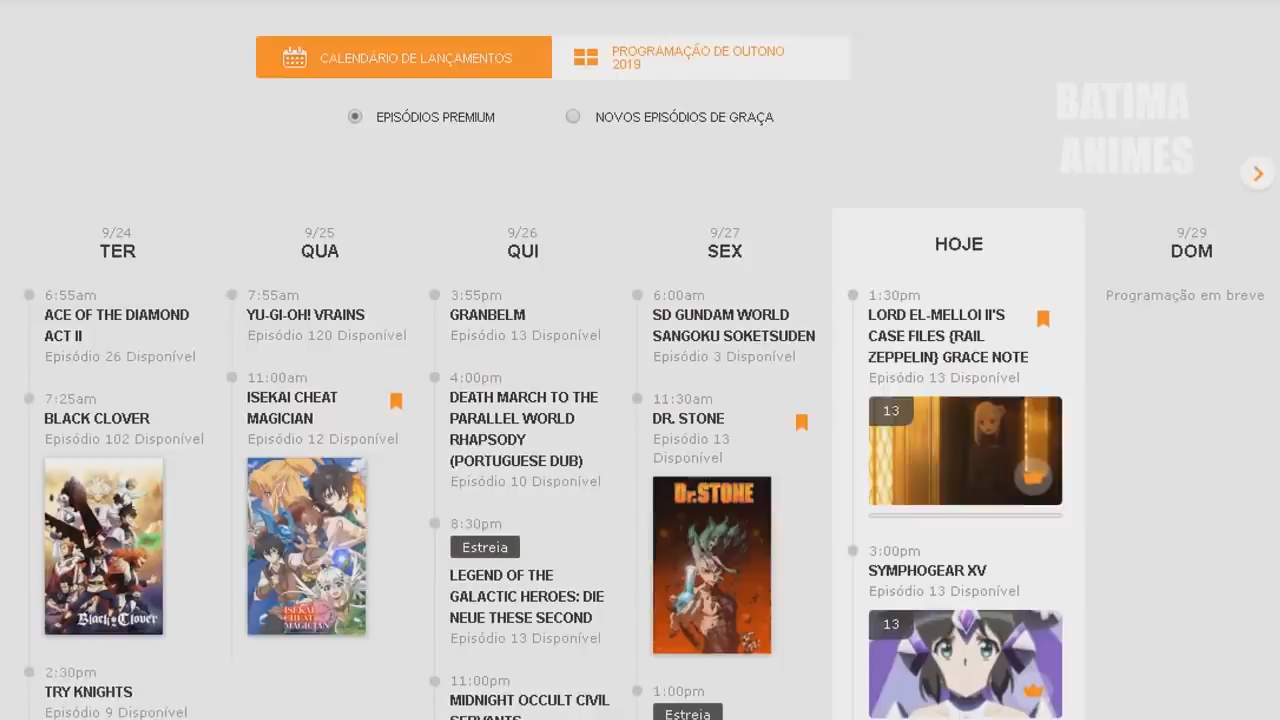 CALENDÁRIO DE LANÇAMENTOS
PROGRAMAÇÃO DE OUTONO
2019
EPISÓDIOS PREMIUM
NOVOS EPISÓDIOS DE GRAÇA
BATIMA
ANIMES
9/24
TER
6:55am
ACE OF THE DIAMOND
ACT II
Episódio 26 Disponível
7:25am
BLACK CLOVER
Episódio 102 Disponível
Black Clover
2:30pm
TRY KNIGHTS
Episódio 9 Disponível
9/25
QUA
7:55am
YU-GI-OH! VRAINS
Episódio 120 Disponível
11:00am
ISEKAI CHEAT
MAGICIAN
Episódio 12 Disponível
ISEKAI
CHEAT
MAGICIAN
9/26
QUI
3:55pm
GRANBELM
Episódio 13 Disponível
4:00pm
DEATH MARCH TO THE
PARALLEL WORLD
RHAPSODY
(PORTUGUESE DUB)
Episódio 10 Disponível
8:30pm
Estreia
LEGEND OF THE
GALACTIC HEROES: DIE
NEUE THESE SECOND
Episódio 13 Disponível
11:00pm
MIDNIGHT OCCULT CIVIL
SERVANTS
9/27
SEX
6:00am
SD GUNDAM WORLD
SANGOKU SOKETSUDEN
Episódio 3 Disponível
11:30am
DR. STONE
Episódio 13
Disponível
Dr.STONE
1:00pm
Estreia
HOJE
1:30pm
LORD EL-MELLOI II'S
CASE FILES {RAIL
ZEPPELIN} GRACE NOTE
Episódio 13 Disponível
13
3:00pm
SYMPHOGEAR XV
Episódio 13 Disponível
13
9/29
DOM
Programação em breve